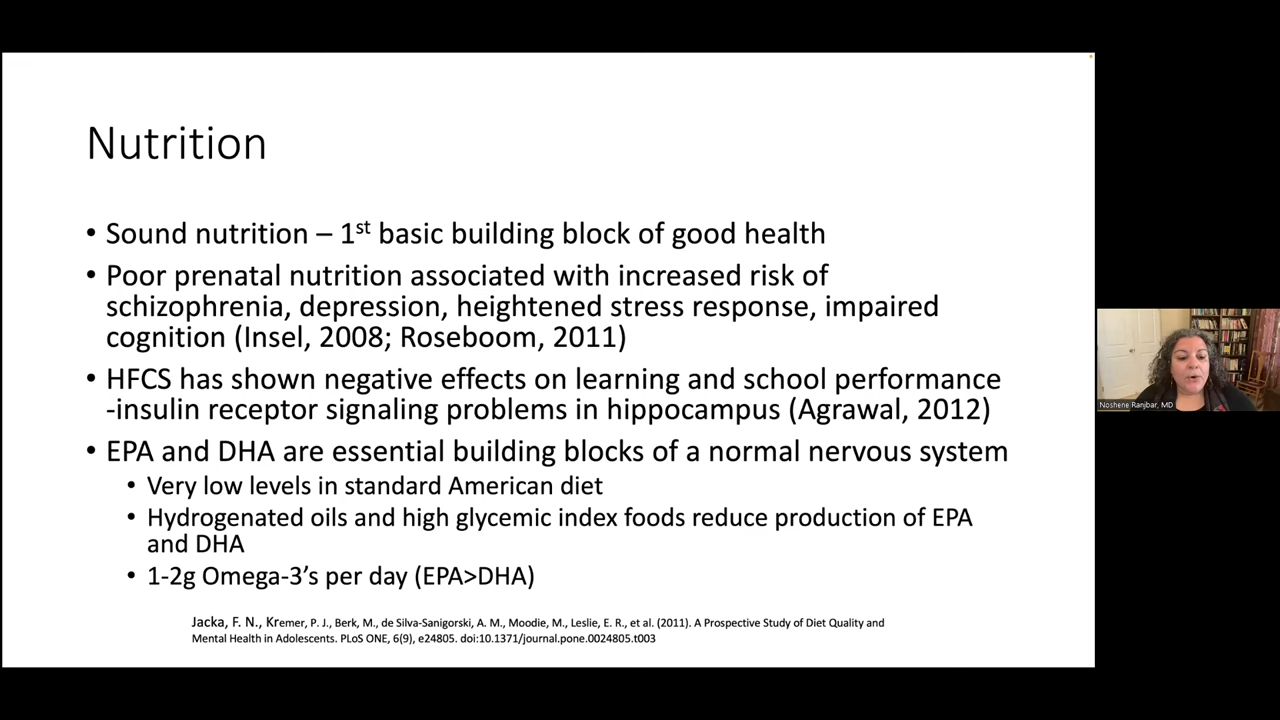 Nutrition
• Sound nutrition – 1st basic building block of good health
• Poor prenatal nutrition associated with increased risk of
schizophrenia, depression, heightened stress response, impaired
cognition (Insel, 2008; Roseboom, 2011)
• HFCS has shown negative effects on learning and school performance
-insulin receptor signaling problems in hippocampus (Agrawal, 2012)
• EPA and DHA are essential building blocks of a normal nervous system
• Very low levels in standard American diet
• Hydrogenated oils and high glycemic index foods reduce production of EPA
and DHA
• 1-2g Omega-3’s per day (EPA>DHA)
Jacka, F. N., Kremer, P. J., Berk, M., de Silva-Sanigorski, A. M., Moodie, M., Leslie, E. R., et al. (2011). A Prospective Study of Diet Quality and
Mental Health in Adolescents. PLoS ONE, 6(9), e24805. doi:10.1371/journal.pone.0024805.t003
Noshene Ranjbar, MD